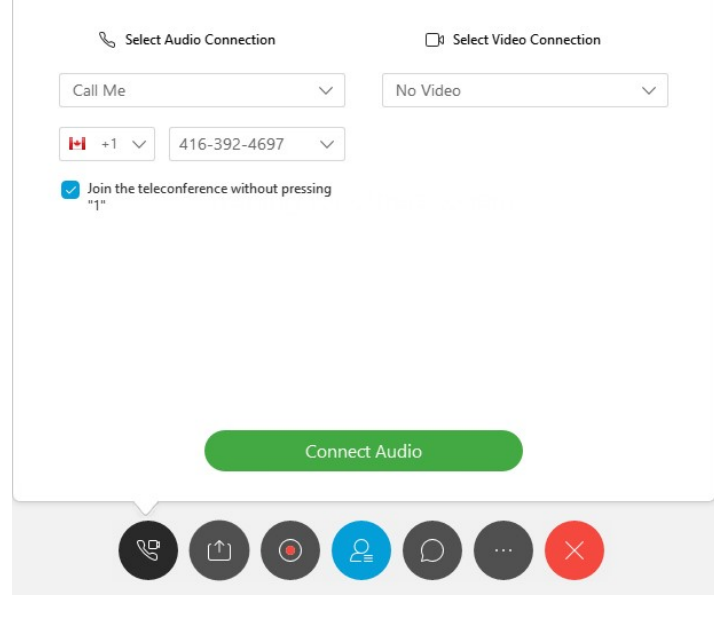 Select Audio Connection
Select Video Connection
Call Me
No Video
+1
416-392-4697
Join the teleconference without pressing
"1"
Connect Audio